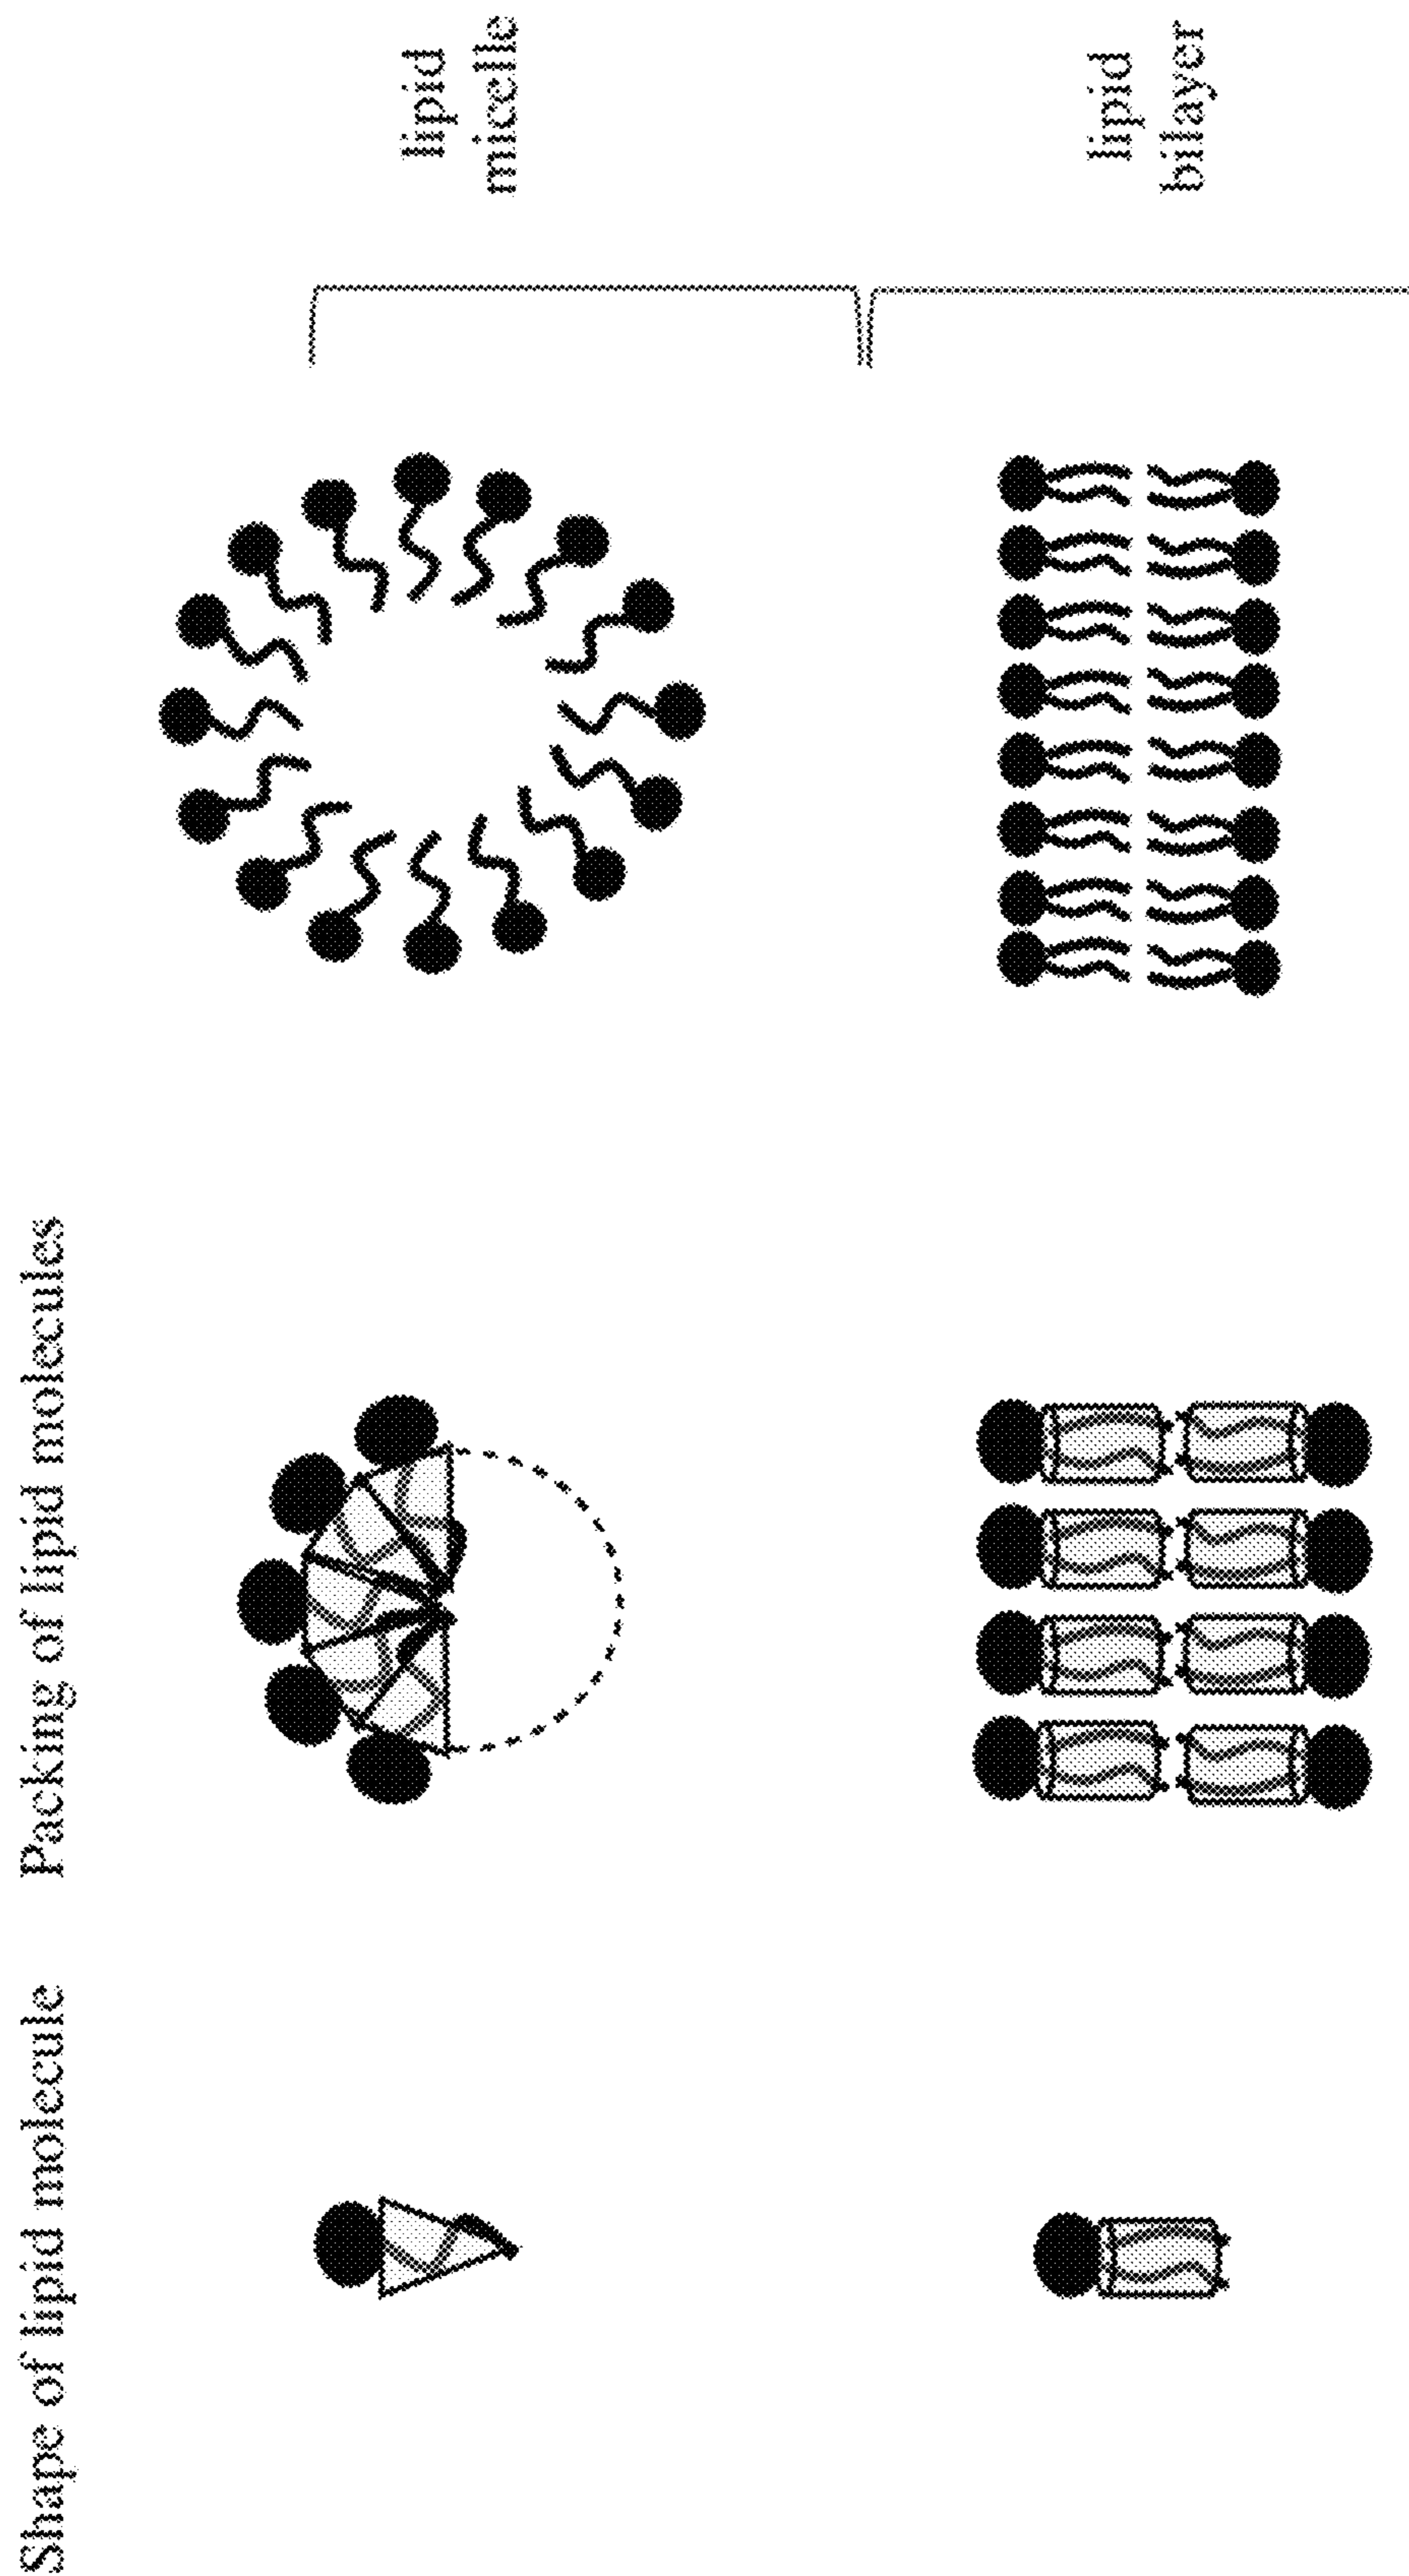 Shape of lipid molecule
Packing of lipid molecules
lipid
micelle
lipid
bilayer